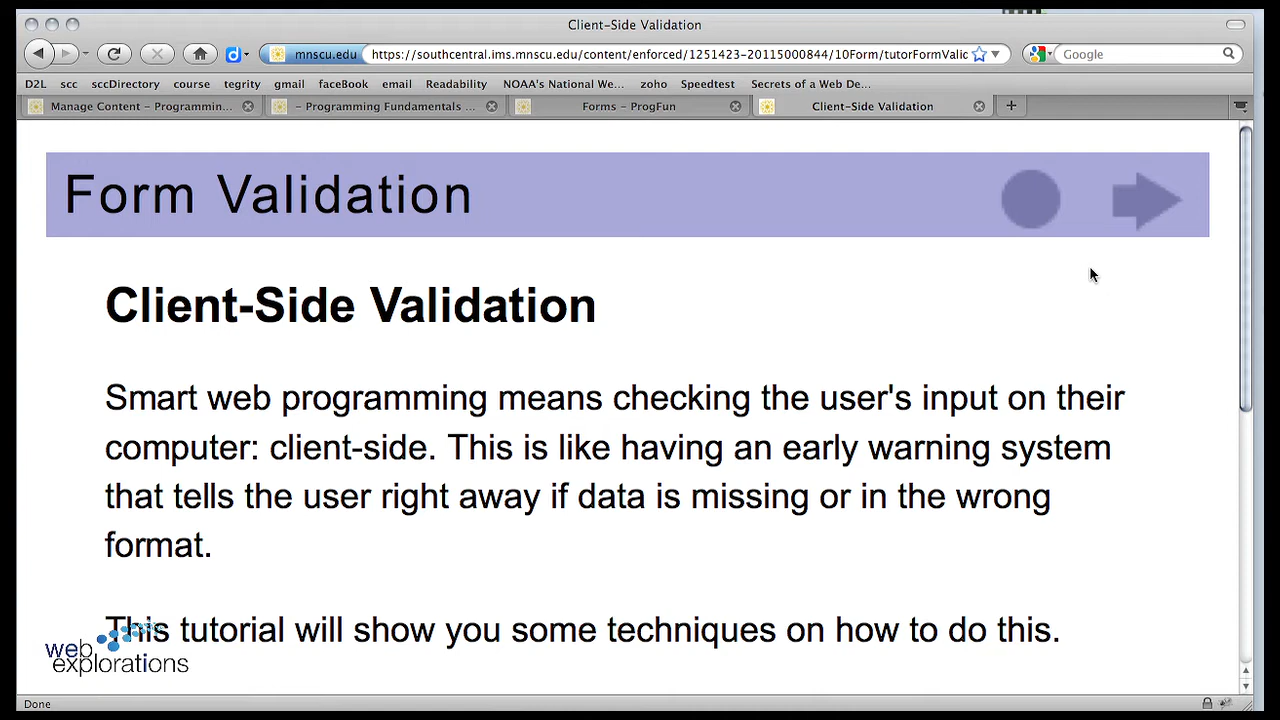 Client-Side Validation
mnscu.edu https://southcentral.ims.mnscu.edu/content/enforced/1251423-20115000844/10Form/tutorFormValic Google
D2L scc sccDirectory course tegrity gmail faceBook email Readability NOAA's National We... zoho Speedtest Secrets of a Web De...
Manage Content – Programmin... – Programming Fundamentals ... Forms – ProgFun Client-Side Validation
Form Validation
Client-Side Validation
Smart web programming means checking the user's input on their
computer: client-side. This is like having an early warning system
that tells the user right away if data is missing or in the wrong
format.
This tutorial will show you some techniques on how to do this.
web
explorations
Done